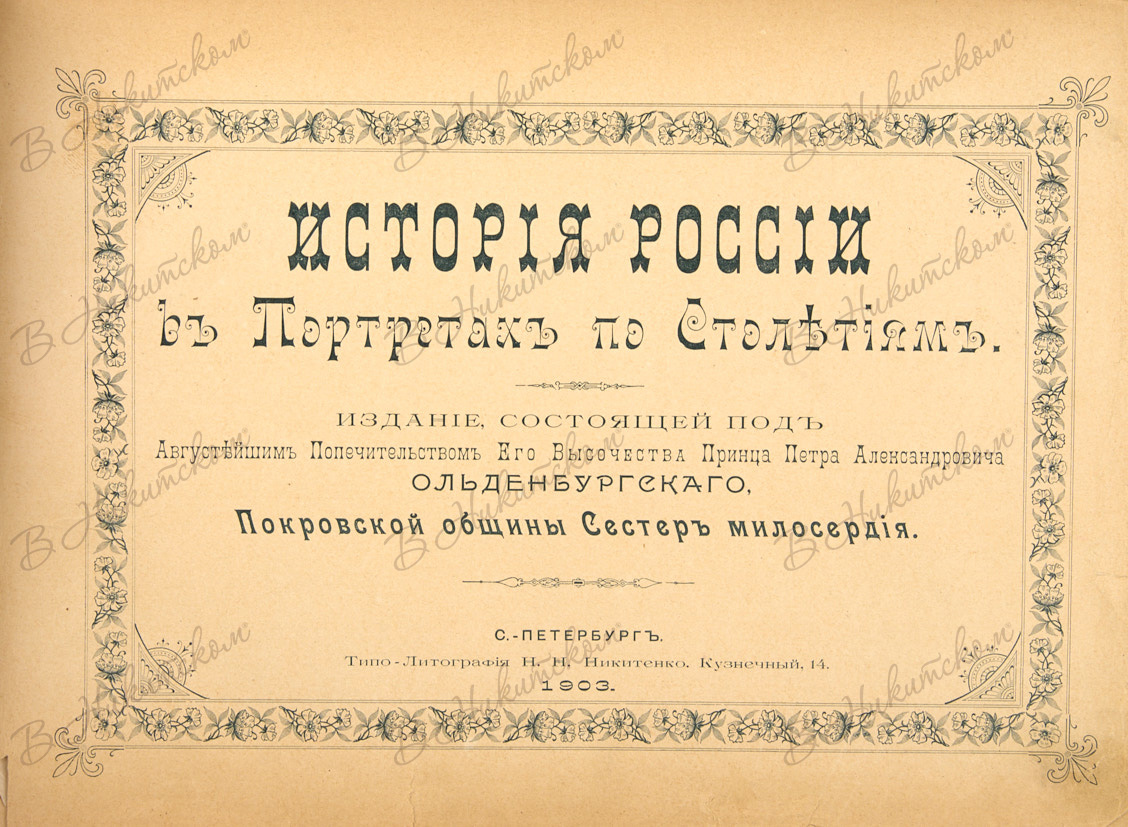 ИСТОРІЯ РОССІИ
въ Портретахъ по Столѣтіямъ.
ИЗДАНІЕ, СОСТОЯЩЕЙ ПОДЪ
Августѣйшимъ Попечительствомъ Его Высочества Принца Петра Александровича
ОЛЬДЕНБУРГСКАГО,
Покровской общины Сестеръ милосердія.
С.-ПЕТЕРБУРГЪ.
Типо-Литографія Н. Н. Никитенко. Кузнечный, 14.
1903.
В Никитском